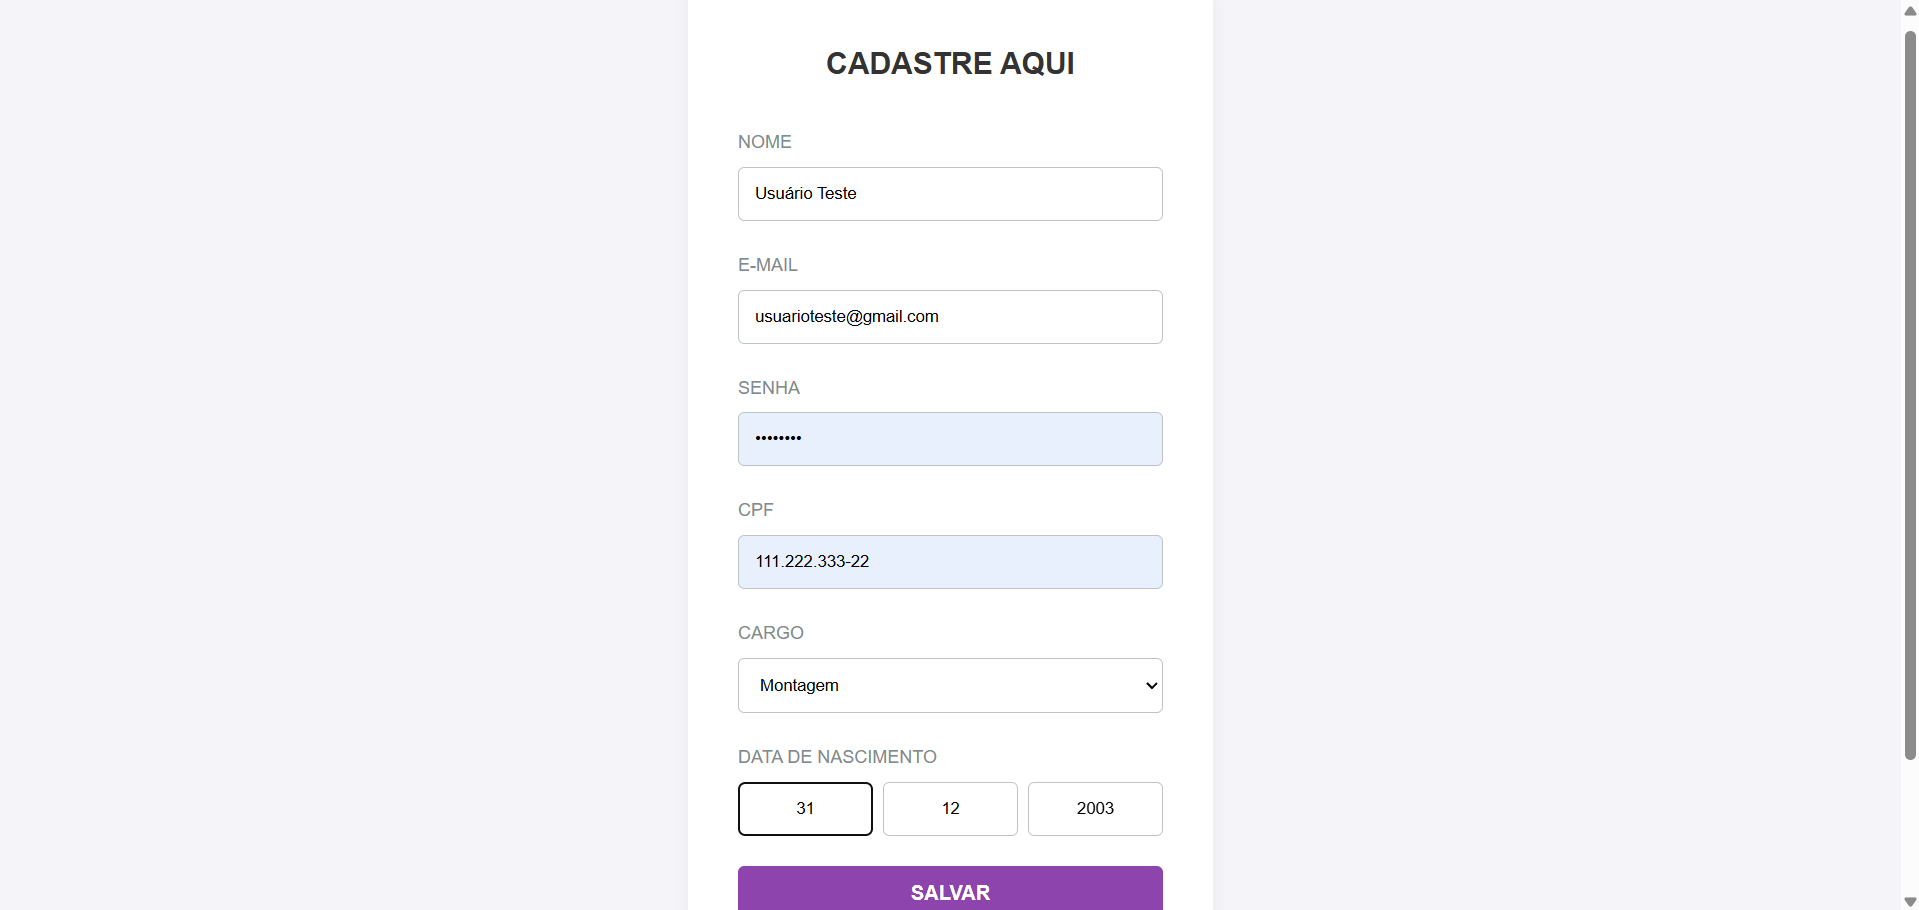 CADASTRE AQUI
NOME
Usuário Teste
E-MAIL
usuarioteste@gmail.com
SENHA
••••••••
CPF
111.222.333-22
CARGO
Montagem
DATA DE NASCIMENTO
31 12 2003
SALVAR